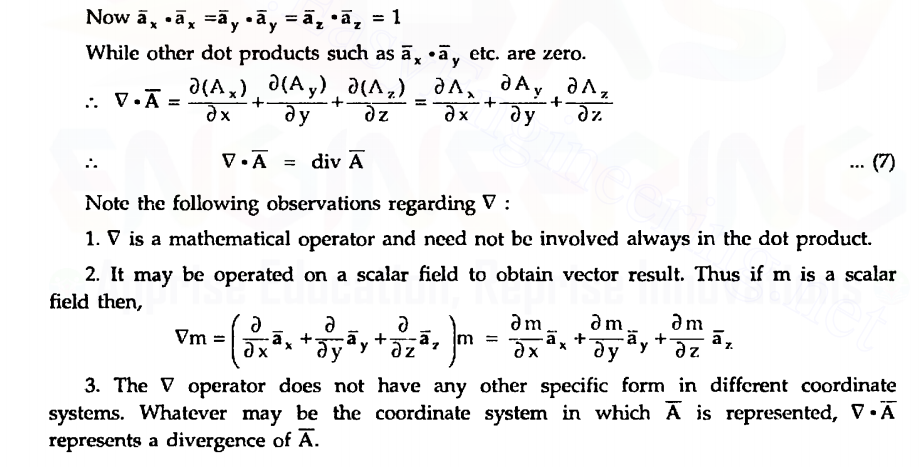 Now ā_x • ā_x = ā_y • ā_y = ā_z • ā_z = 1
While other dot products such as ā_x • ā_y etc. are zero.
∴ ∇ • Ā = ∂(A_x)/∂x + ∂(A_y)/∂y + ∂(A_z)/∂z = ∂A_x/∂x + ∂A_y/∂y + ∂A_z/∂z
∴ ∇ • Ā = div Ā ... (7)
Note the following observations regarding ∇ :
1. ∇ is a mathematical operator and need not be involved always in the dot product.
2. It may be operated on a scalar field to obtain vector result. Thus if m is a scalar
field then,
∇m = (∂/∂x ā_x + ∂/∂y ā_y + ∂/∂z ā_z) m = ∂m/∂x ā_x + ∂m/∂y ā_y + ∂m/∂z ā_z
3. The ∇ operator does not have any other specific form in different coordinate
systems. Whatever may be the coordinate system in which Ā is represented, ∇ • Ā
represents a divergence of Ā.
ENGINEERING